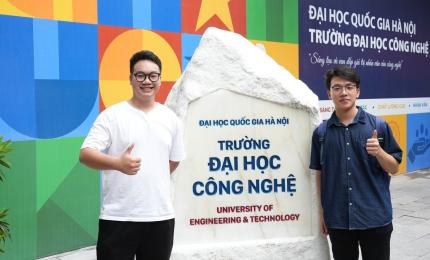 ĐẠI HỌC QUỐC GIA HÀ NỘI
TRƯỜNG ĐẠI HỌC CÔNG NGHỆ
ĐẠI HỌC QUỐC GIA HÀ NỘI
TRƯỜNG
ĐẠI HỌC
CÔNG NGHỆ
UNIVERSITY OF
ENGINEERING & TECHNOLOGY